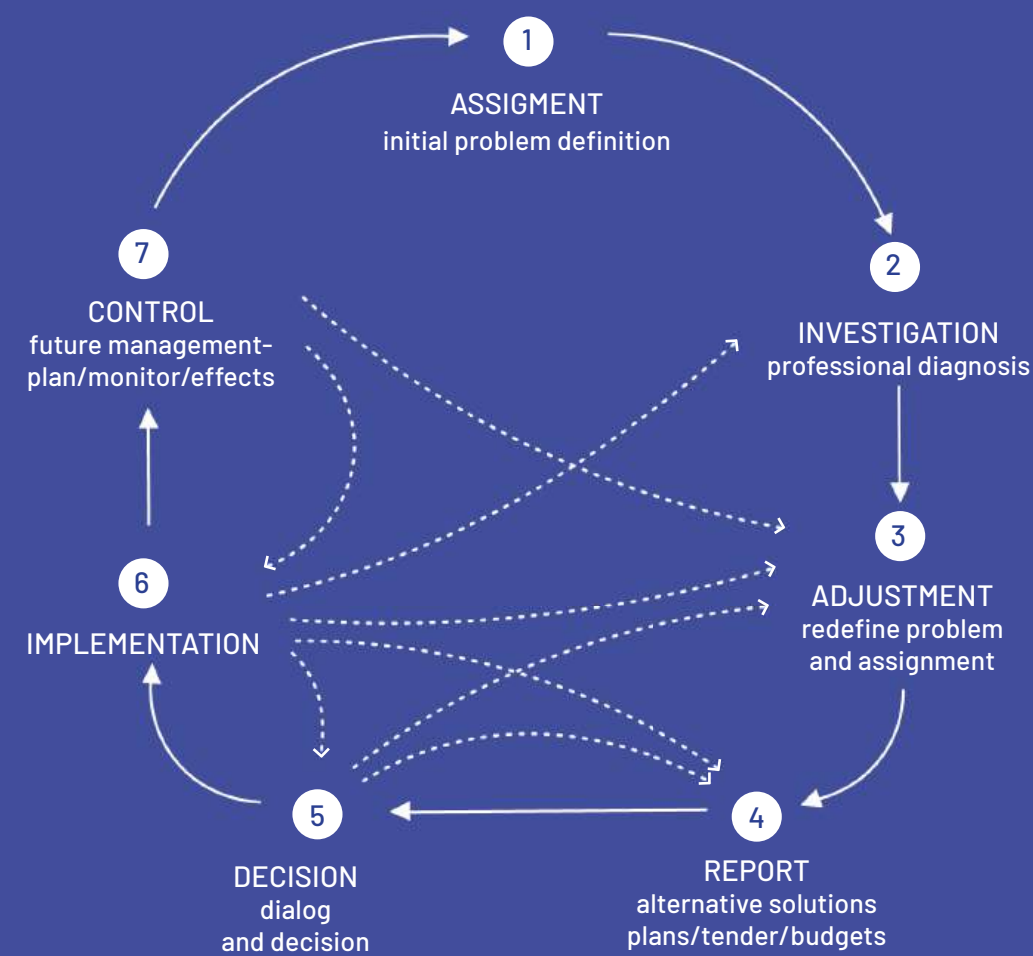 1
ASSIGMENT
initial problem definition
2
INVESTIGATION
professional diagnosis
3
ADJUSTMENT
redefine problem
and assignment
4
REPORT
alternative solutions
plans/tender/budgets
5
DECISION
dialog
and decision
6
IMPLEMENTATION
7
CONTROL
future management-
plan/monitor/effects